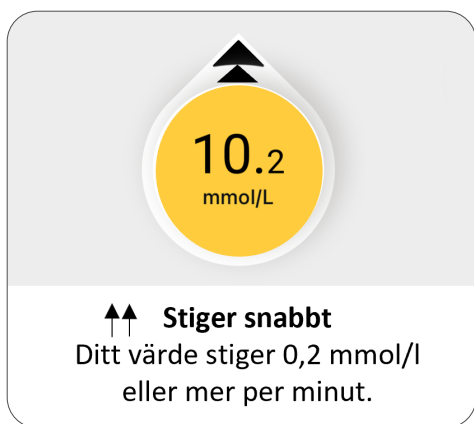 10.2
mmol/L
Stiger snabbt
Ditt värde stiger 0,2 mmol/l
eller mer per minut.